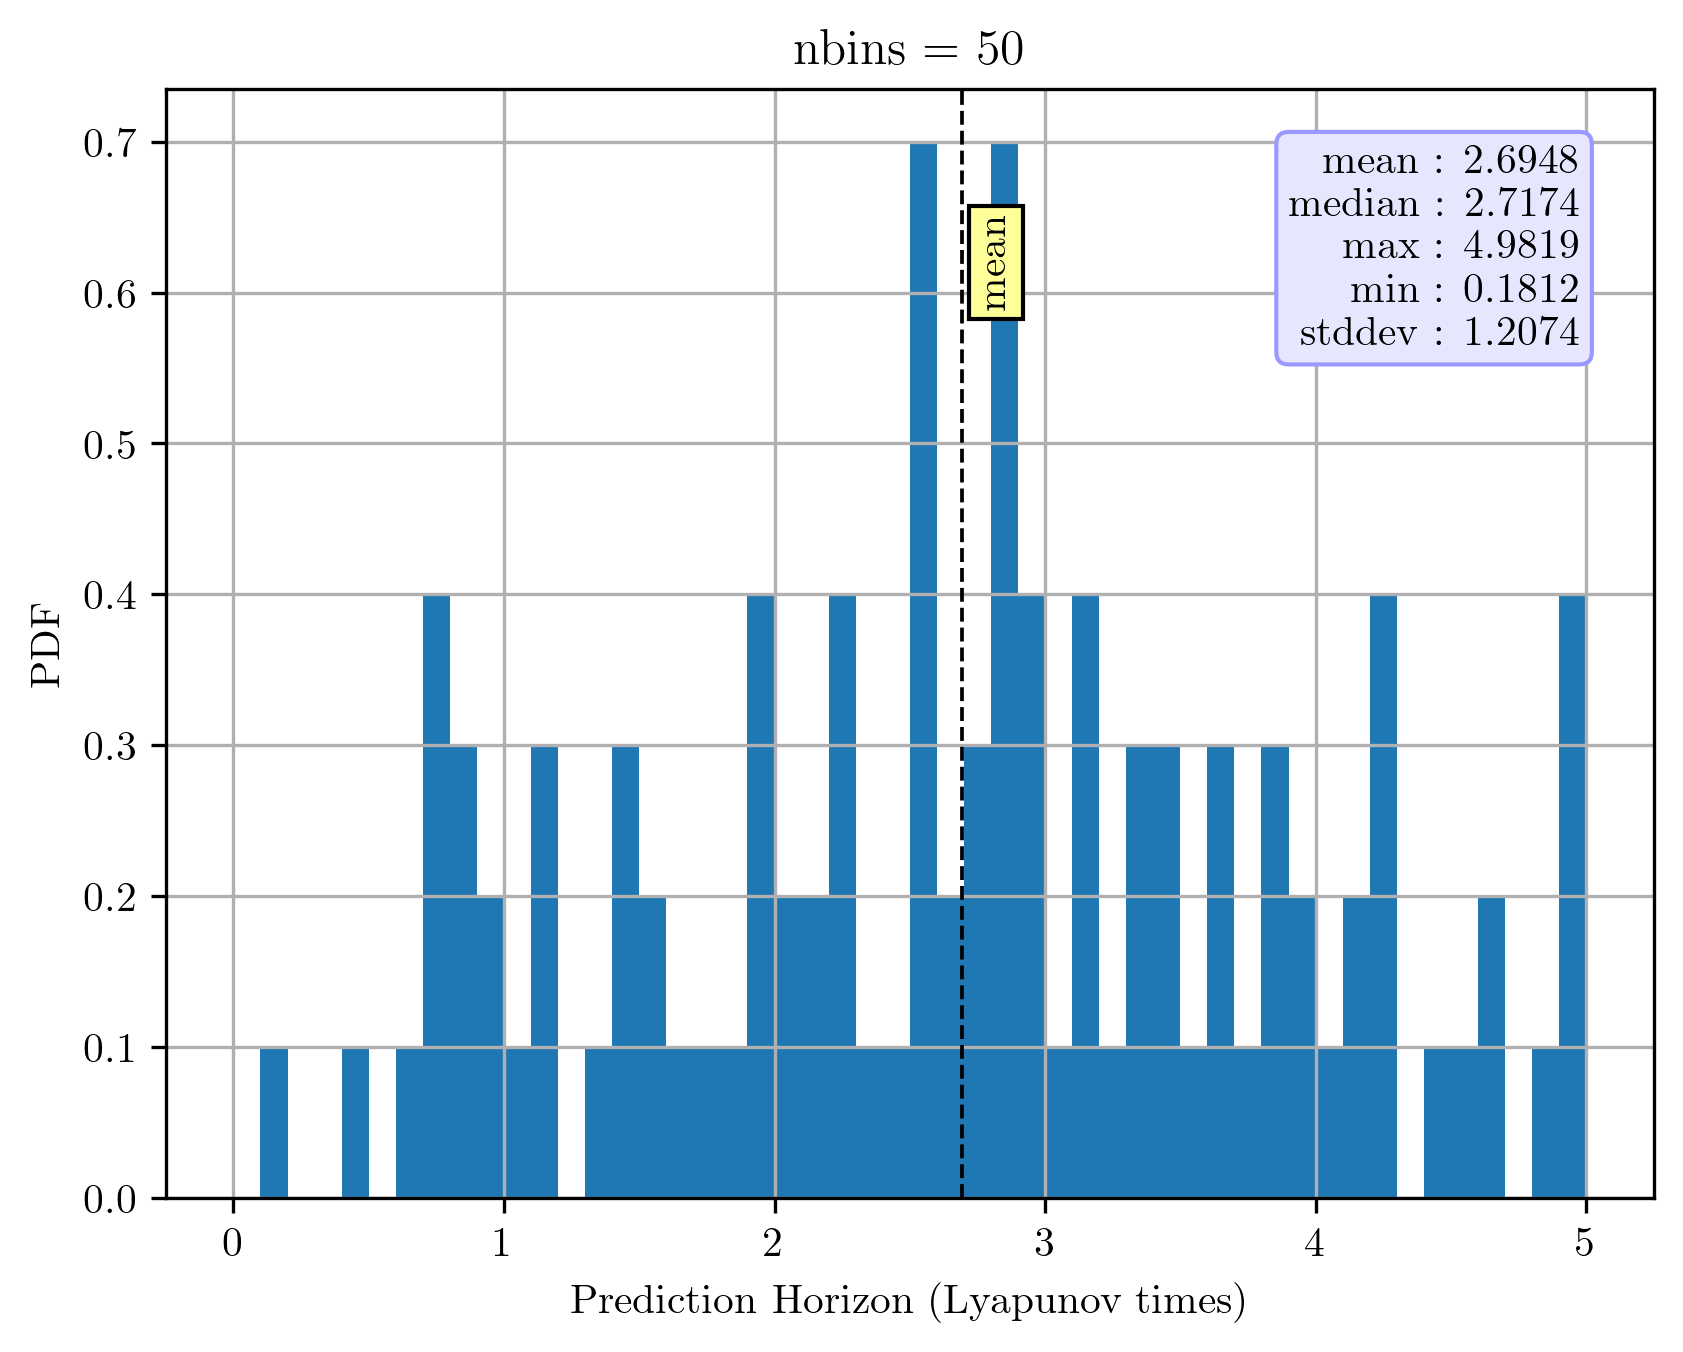 nbins = 50
0.7
0.6
0.5
0.4
0.3
0.2
0.1
0.0
PDF
mean
mean : 2.6948
median : 2.7174
max : 4.9819
min : 0.1812
stddev : 1.2074
0 1 2 3 4 5
Prediction Horizon (Lyapunov times)